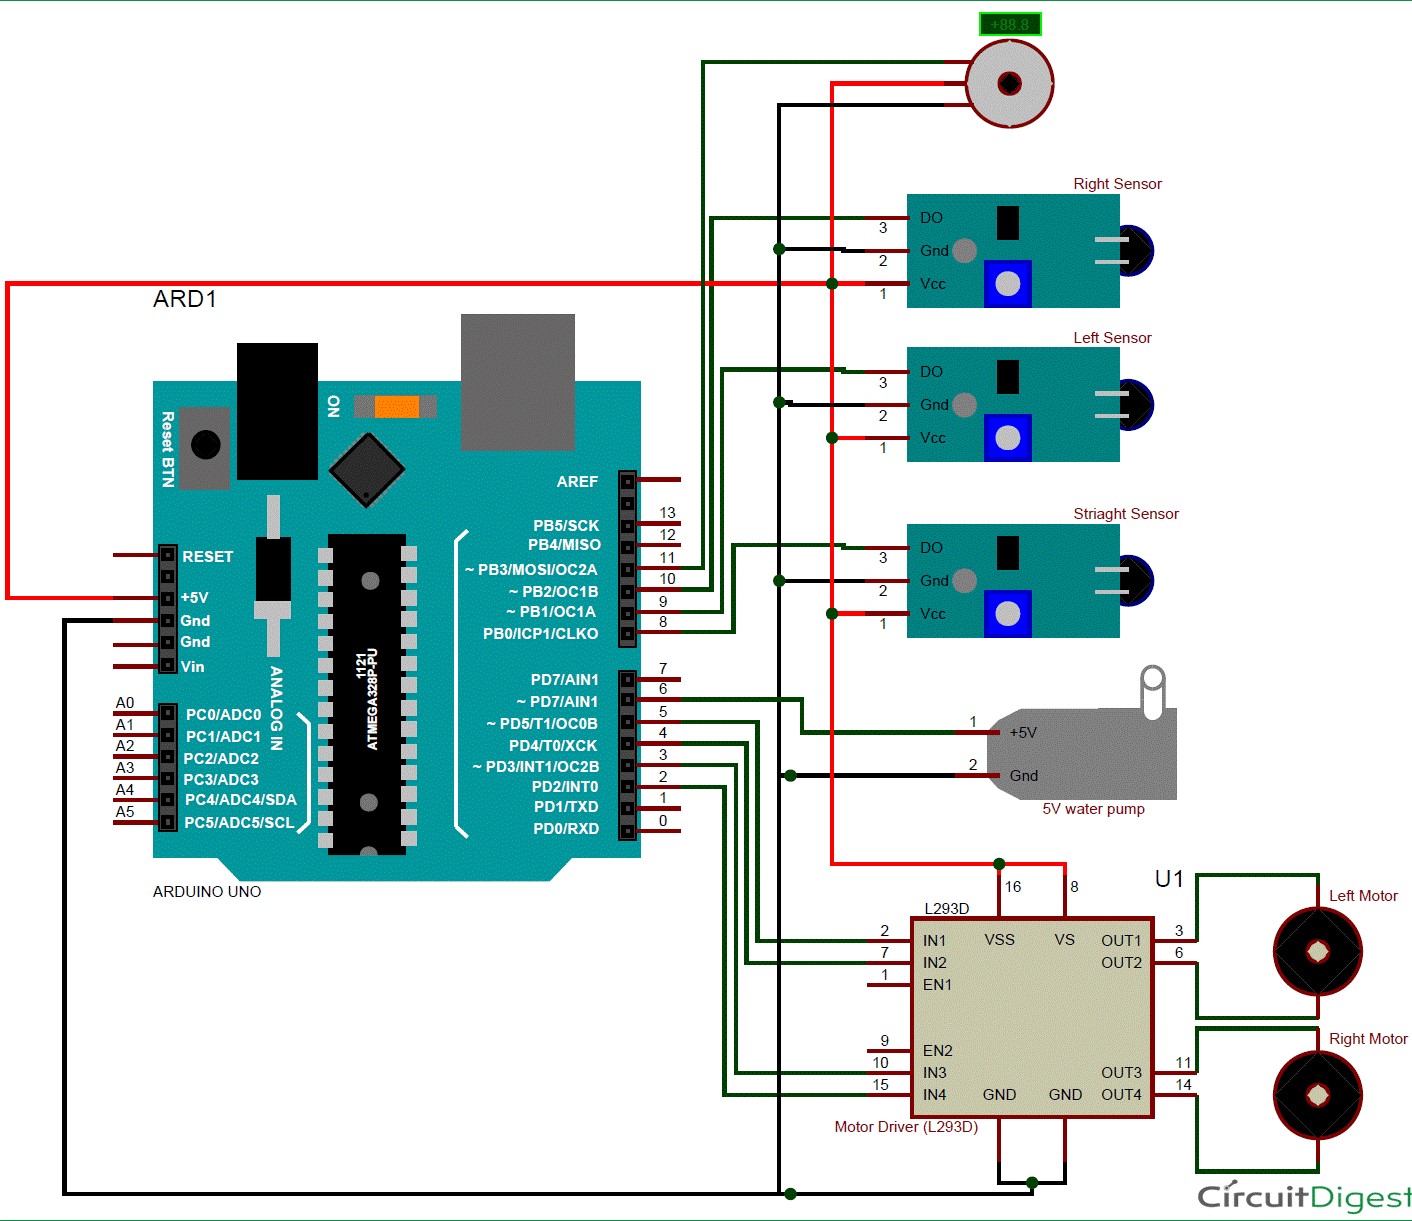 +88.8
Right Sensor
DO
3
Gnd
2
Vcc
1
Left Sensor
DO
3
Gnd
2
Vcc
1
Striaght Sensor
DO
3
Gnd
2
Vcc
1
ARD1
ON
Reset BTN
AREF
PB5/SCK 13
PB4/MISO 12
~ PB3/MOSI/OC2A 11
~ PB2/OC1B 10
~ PB1/OC1A 9
PB0/ICP1/CLKO 8
RESET
+5V
Gnd
Gnd
Vin
ANALOG IN
1121
ATMEGA328P-PU
A0 PC0/ADC0
A1 PC1/ADC1
A2 PC2/ADC2
A3 PC3/ADC3
A4 PC4/ADC4/SDA
A5 PC5/ADC5/SCL
PD7/AIN1 7
~ PD7/AIN1 6
~ PD5/T1/OC0B 5
PD4/T0/XCK 4
~ PD3/INT1/OC2B 3
PD2/INT0 2
PD1/TXD 1
PD0/RXD 0
ARDUINO UNO
1 +5V
2 Gnd
5V water pump
16
8
U1
L293D
2 IN1 VSS VS OUT1 3
7 IN2 OUT2 6
1 EN1
9 EN2
10 IN3 OUT3 11
15 IN4 GND GND OUT4 14
Motor Driver (L293D)
Left Motor
Right Motor
CircuitDigest